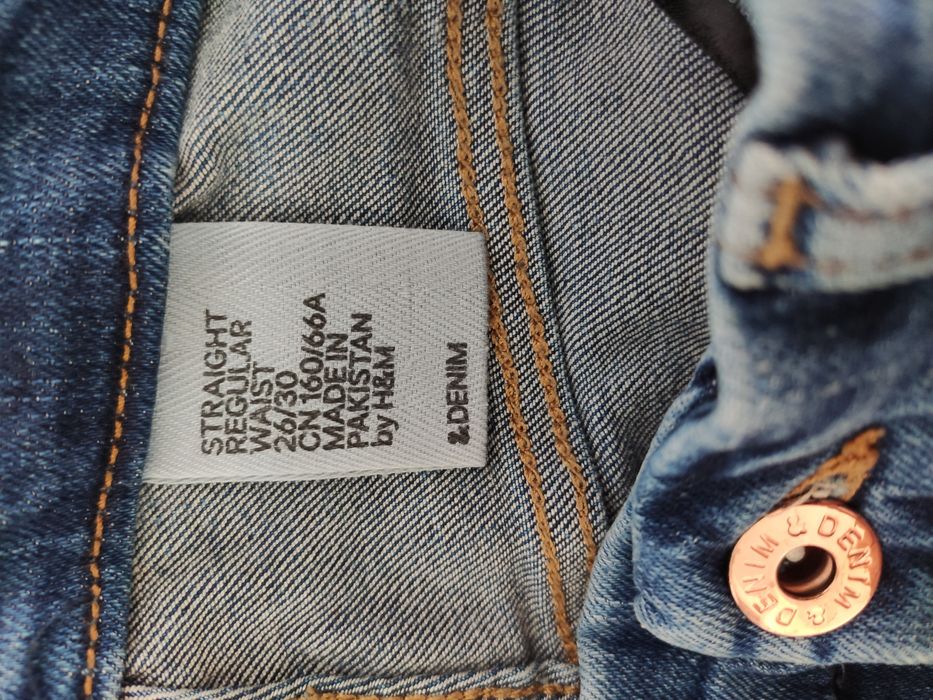 STRAIGHT
REGULAR
WAIST
26/30
CN 160/66A
MADE IN
PAKISTAN
by H&M
&DENIM
DENIM & DENIM &